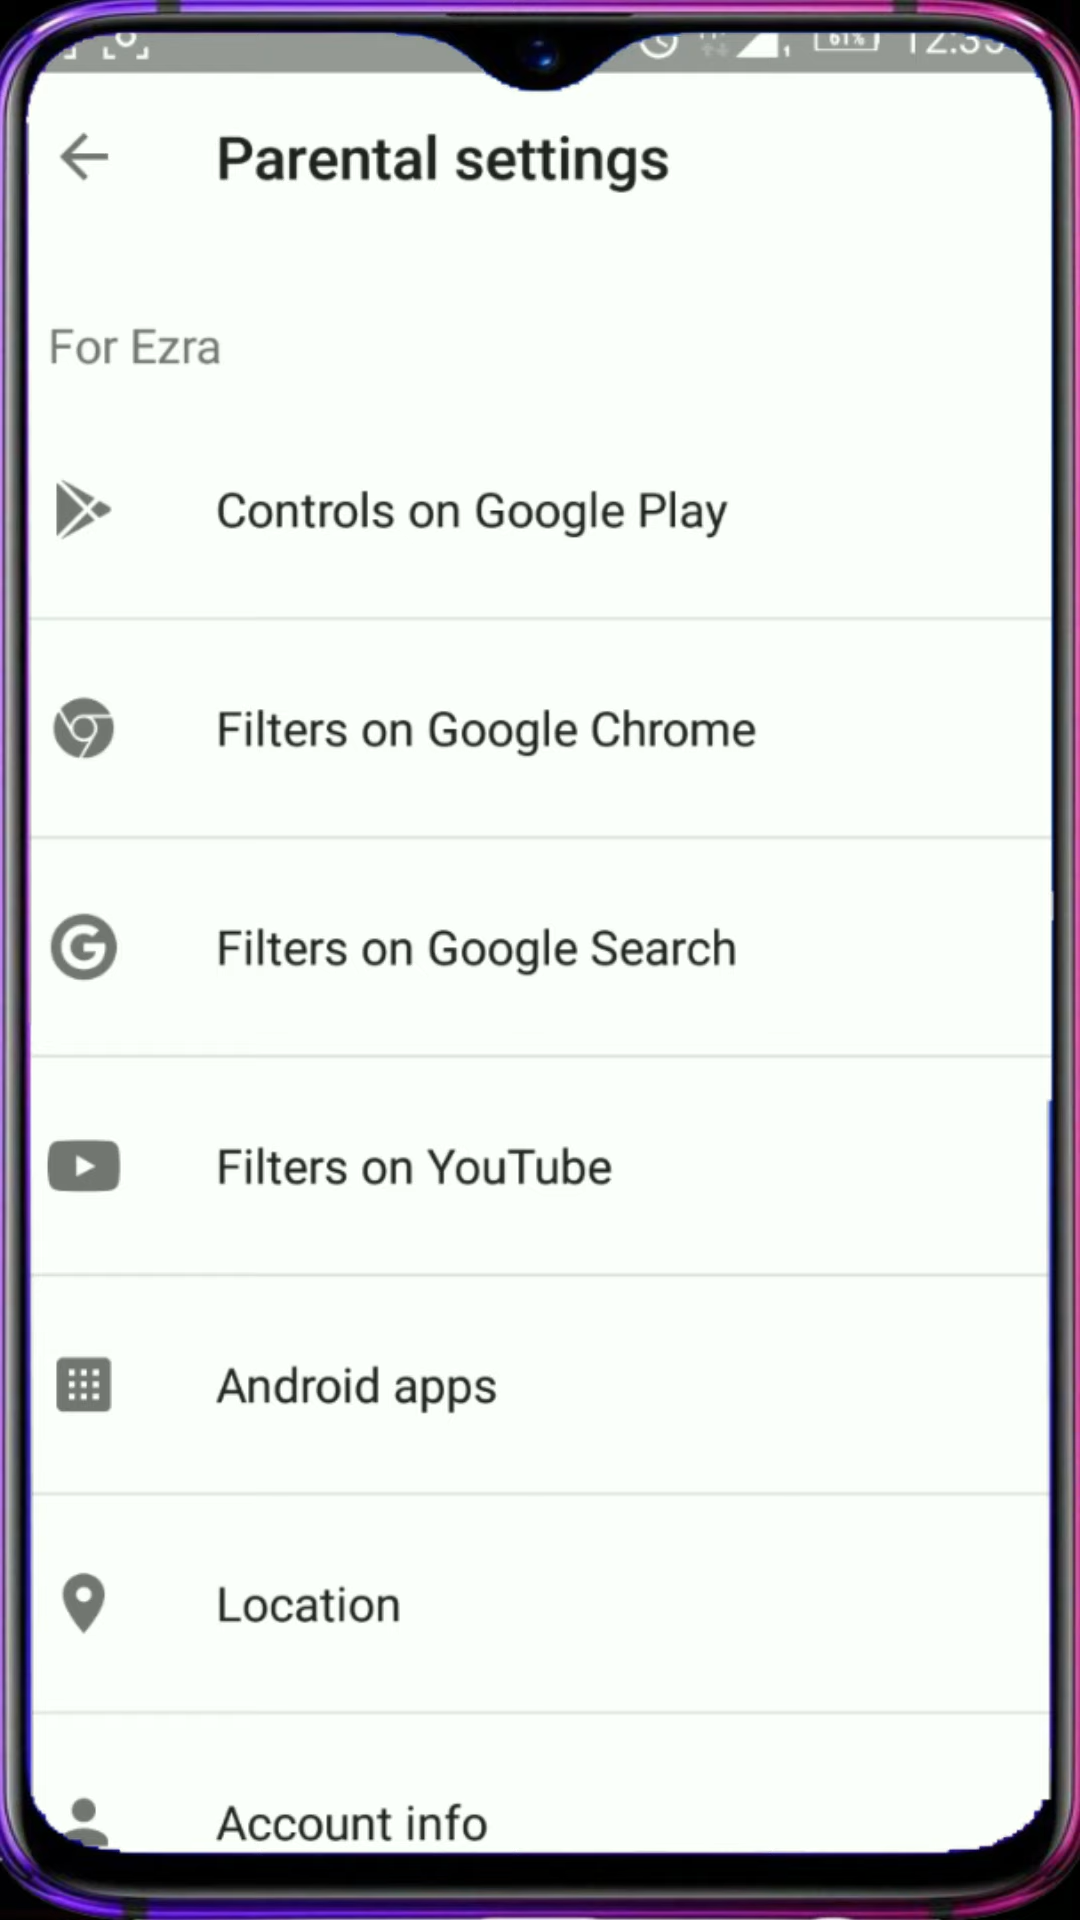 61%
Parental settings
For Ezra
Controls on Google Play
Filters on Google Chrome
Filters on Google Search
Filters on YouTube
Android apps
Location
Account info